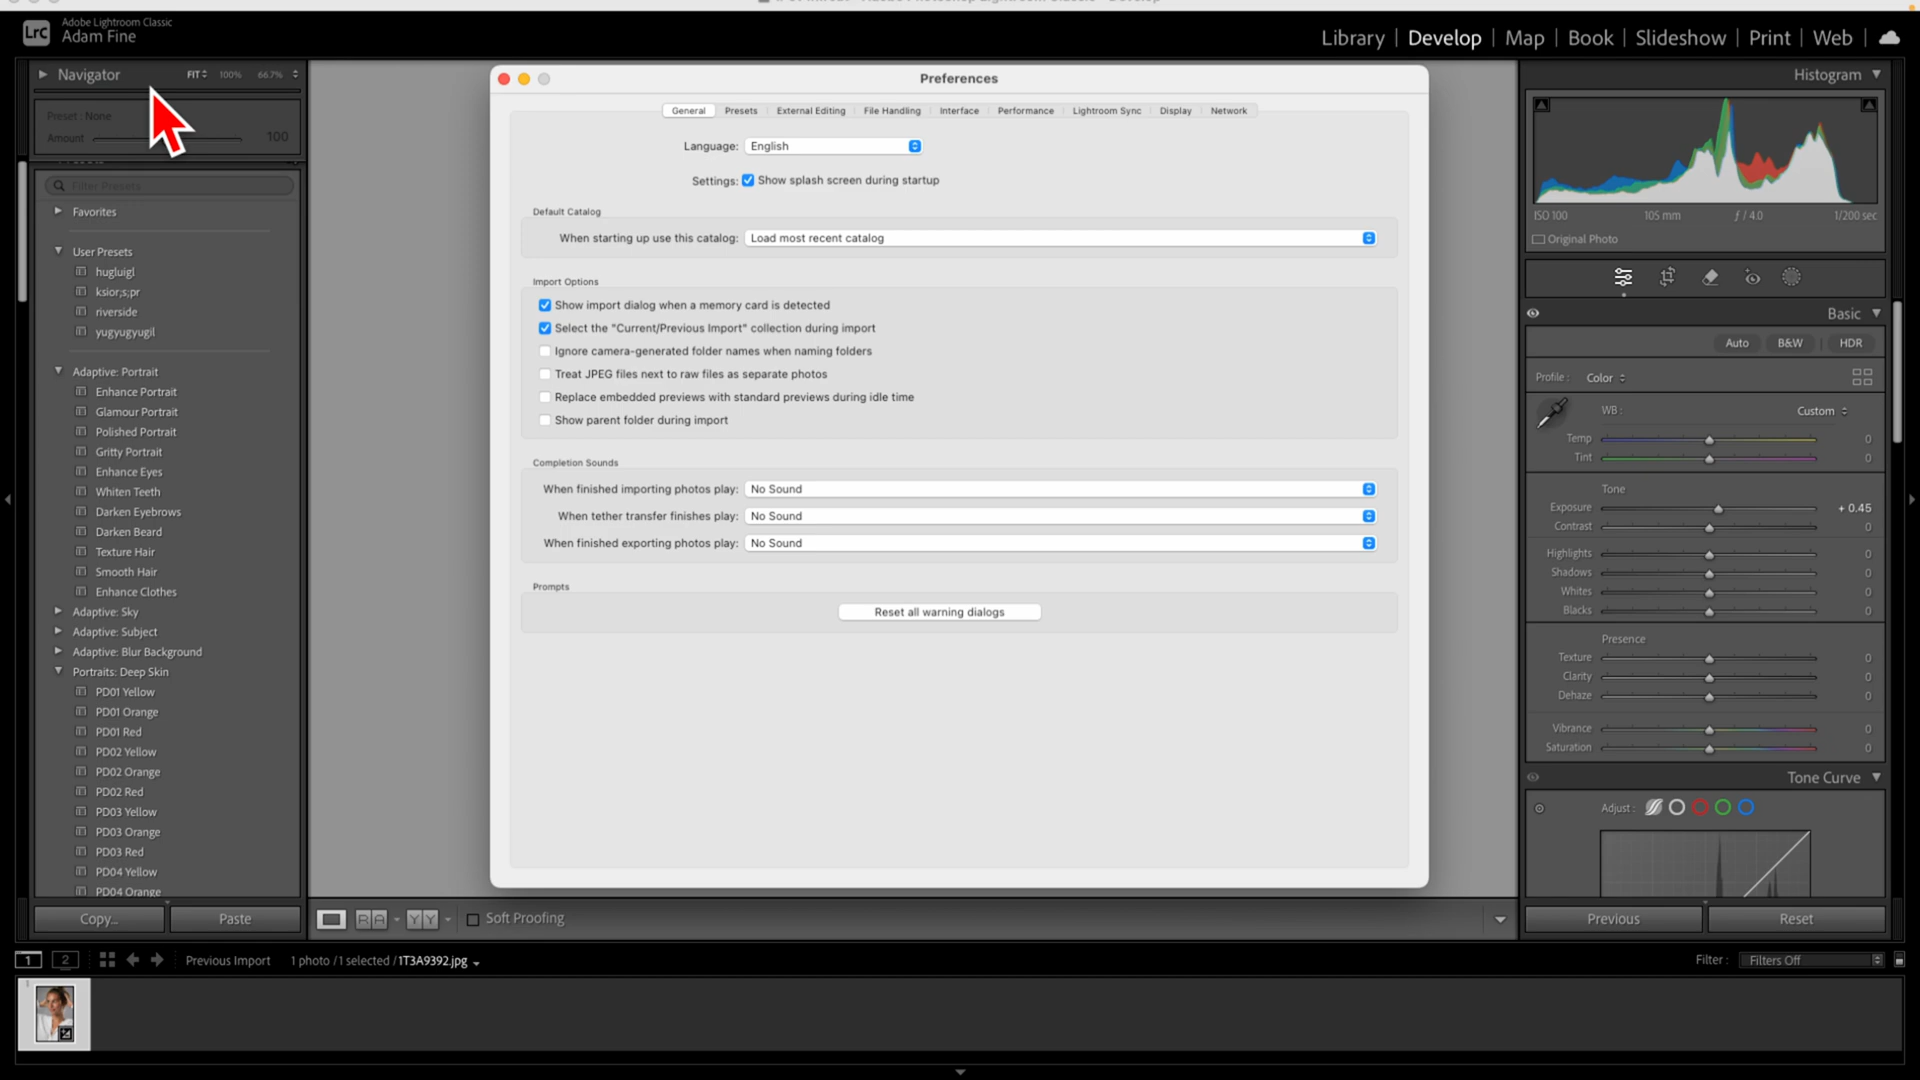 Adobe Lightroom Classic
LrC
Adam Fine
Library | Develop | Map | Book | Slideshow | Print | Web
Navigator FIT 100% 66.7%
Preset : None
Amount 100
Filter Presets
Favorites
User Presets
hugluigl
ksior;s;pr
riverside
yugyugyugil
Adaptive: Portrait
Enhance Portrait
Glamour Portrait
Polished Portrait
Gritty Portrait
Enhance Eyes
Whiten Teeth
Darken Eyebrows
Darken Beard
Texture Hair
Smooth Hair
Enhance Clothes
Adaptive: Sky
Adaptive: Subject
Adaptive: Blur Background
Portraits: Deep Skin
PD01 Yellow
PD01 Orange
PD01 Red
PD02 Yellow
PD02 Orange
PD02 Red
PD03 Yellow
PD03 Orange
PD03 Red
PD04 Yellow
PD04 Orange
Copy... Paste
Preferences
General Presets External Editing File Handling Interface Performance Lightroom Sync Display Network
Language: English
Settings: Show splash screen during startup
Default Catalog
When starting up use this catalog: Load most recent catalog
Import Options
Show import dialog when a memory card is detected
Select the "Current/Previous Import" collection during import
Ignore camera-generated folder names when naming folders
Treat JPEG files next to raw files as separate photos
Replace embedded previews with standard previews during idle time
Show parent folder during import
Completion Sounds
When finished importing photos play: No Sound
When tether transfer finishes play: No Sound
When finished exporting photos play: No Sound
Prompts
Reset all warning dialogs
RA YY Soft Proofing
Histogram
ISO 100 105 mm ƒ / 4.0 1/200 sec
Original Photo
Basic
Auto B&W | HDR
Profile : Color
WB : Custom
Temp 0
Tint 0
Tone
Exposure + 0.45
Contrast 0
Highlights 0
Shadows 0
Whites 0
Blacks 0
Presence
Texture 0
Clarity 0
Dehaze 0
Vibrance 0
Saturation 0
Tone Curve
Adjust :
Previous Reset
1 2 Previous Import 1 photo / 1 selected / 1T3A9392.jpg
Filter : Filters Off
1